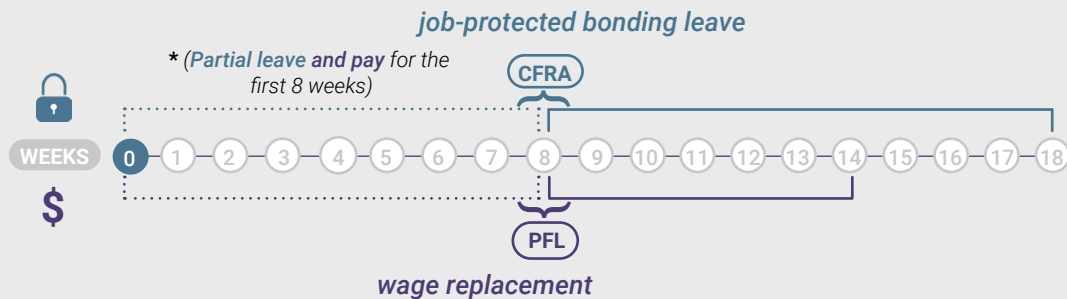 job-protected bonding leave
* (Partial leave and pay for the
first 8 weeks)
CFRA
WEEKS 0 1 2 3 4 5 6 7 8 9 10 11 12 13 14 15 16 17 18
$
PFL
wage replacement